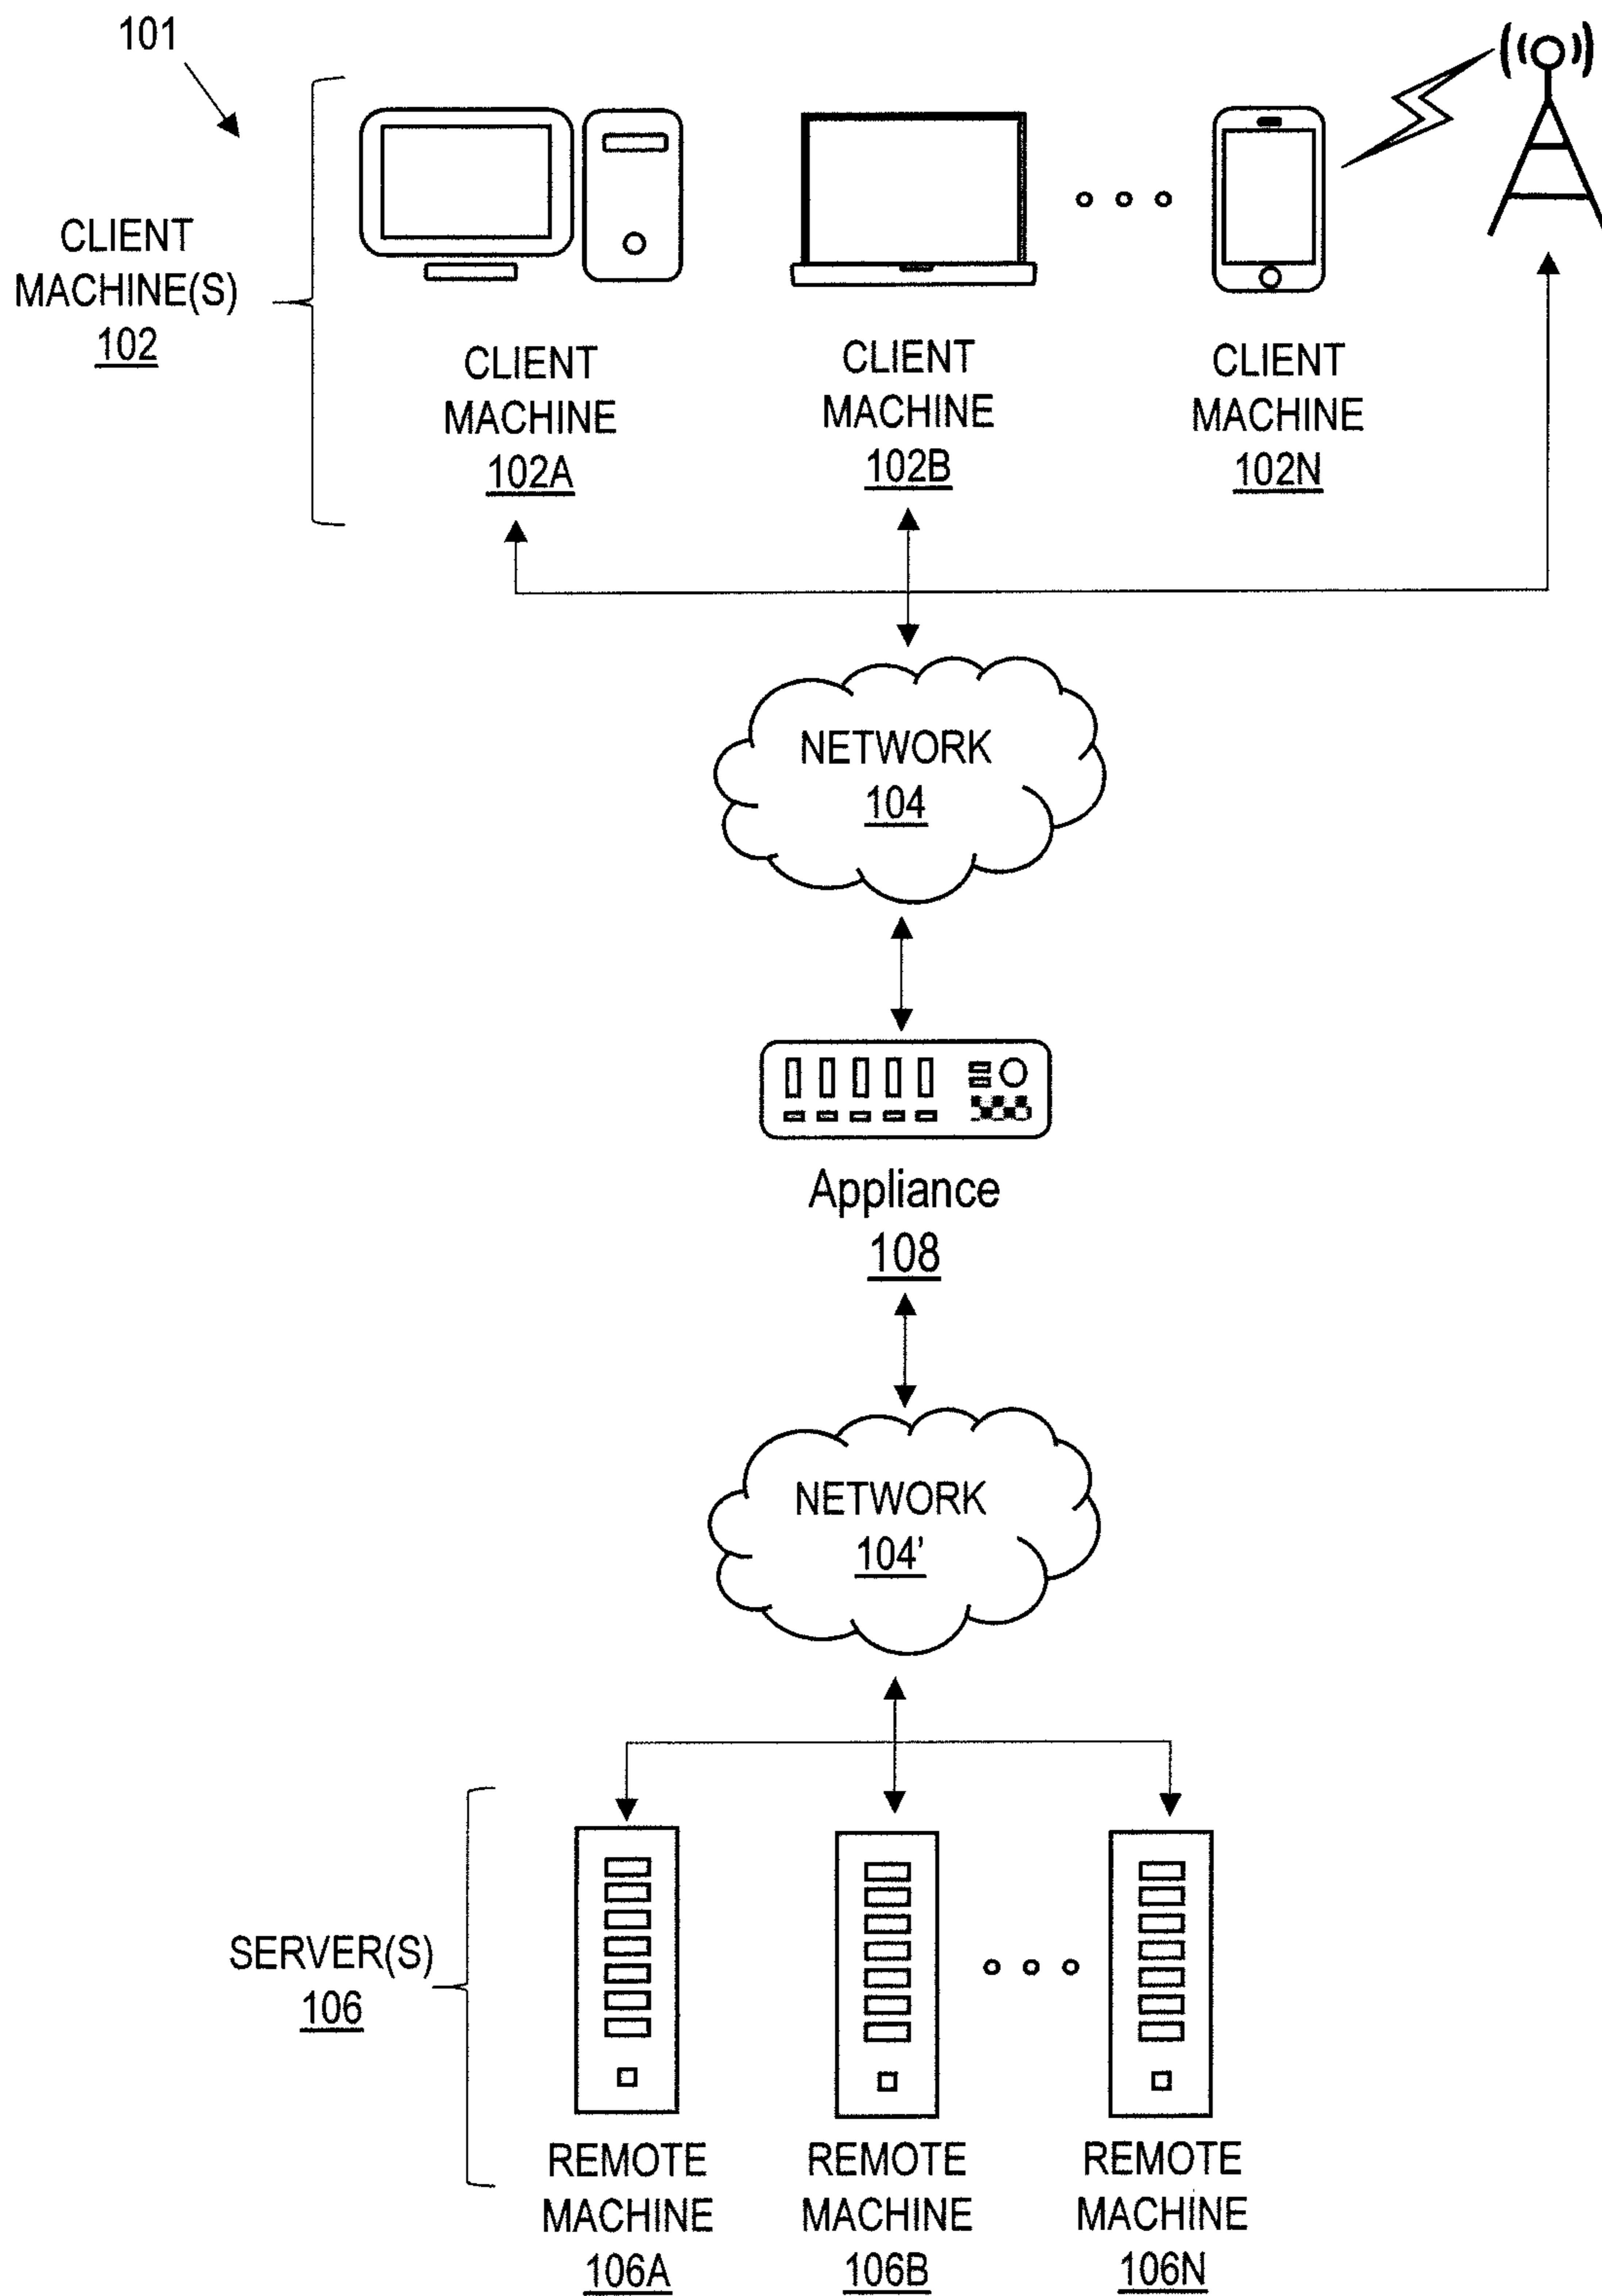 101
CLIENT
MACHINE(S)
102
CLIENT
MACHINE
102A
CLIENT
MACHINE
102B
CLIENT
MACHINE
102N
NETWORK
104
Appliance
108
NETWORK
104'
SERVER(S)
106
REMOTE
MACHINE
106A
REMOTE
MACHINE
106B
REMOTE
MACHINE
106N